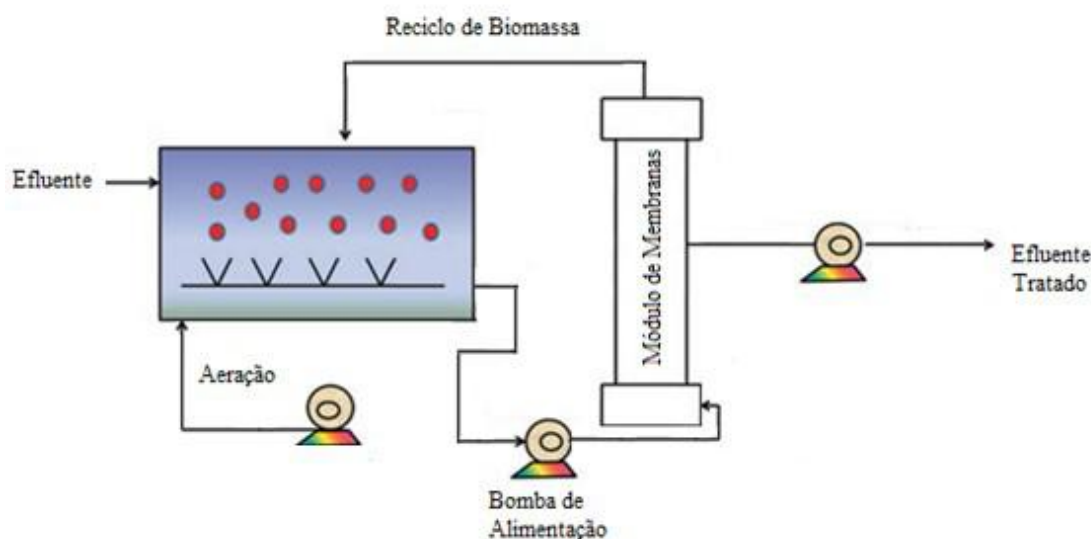 Reciclo de Biomassa
Efluente
Módulo de Membranas
Efluente
Tratado
Aeração
Bomba de
Alimentação